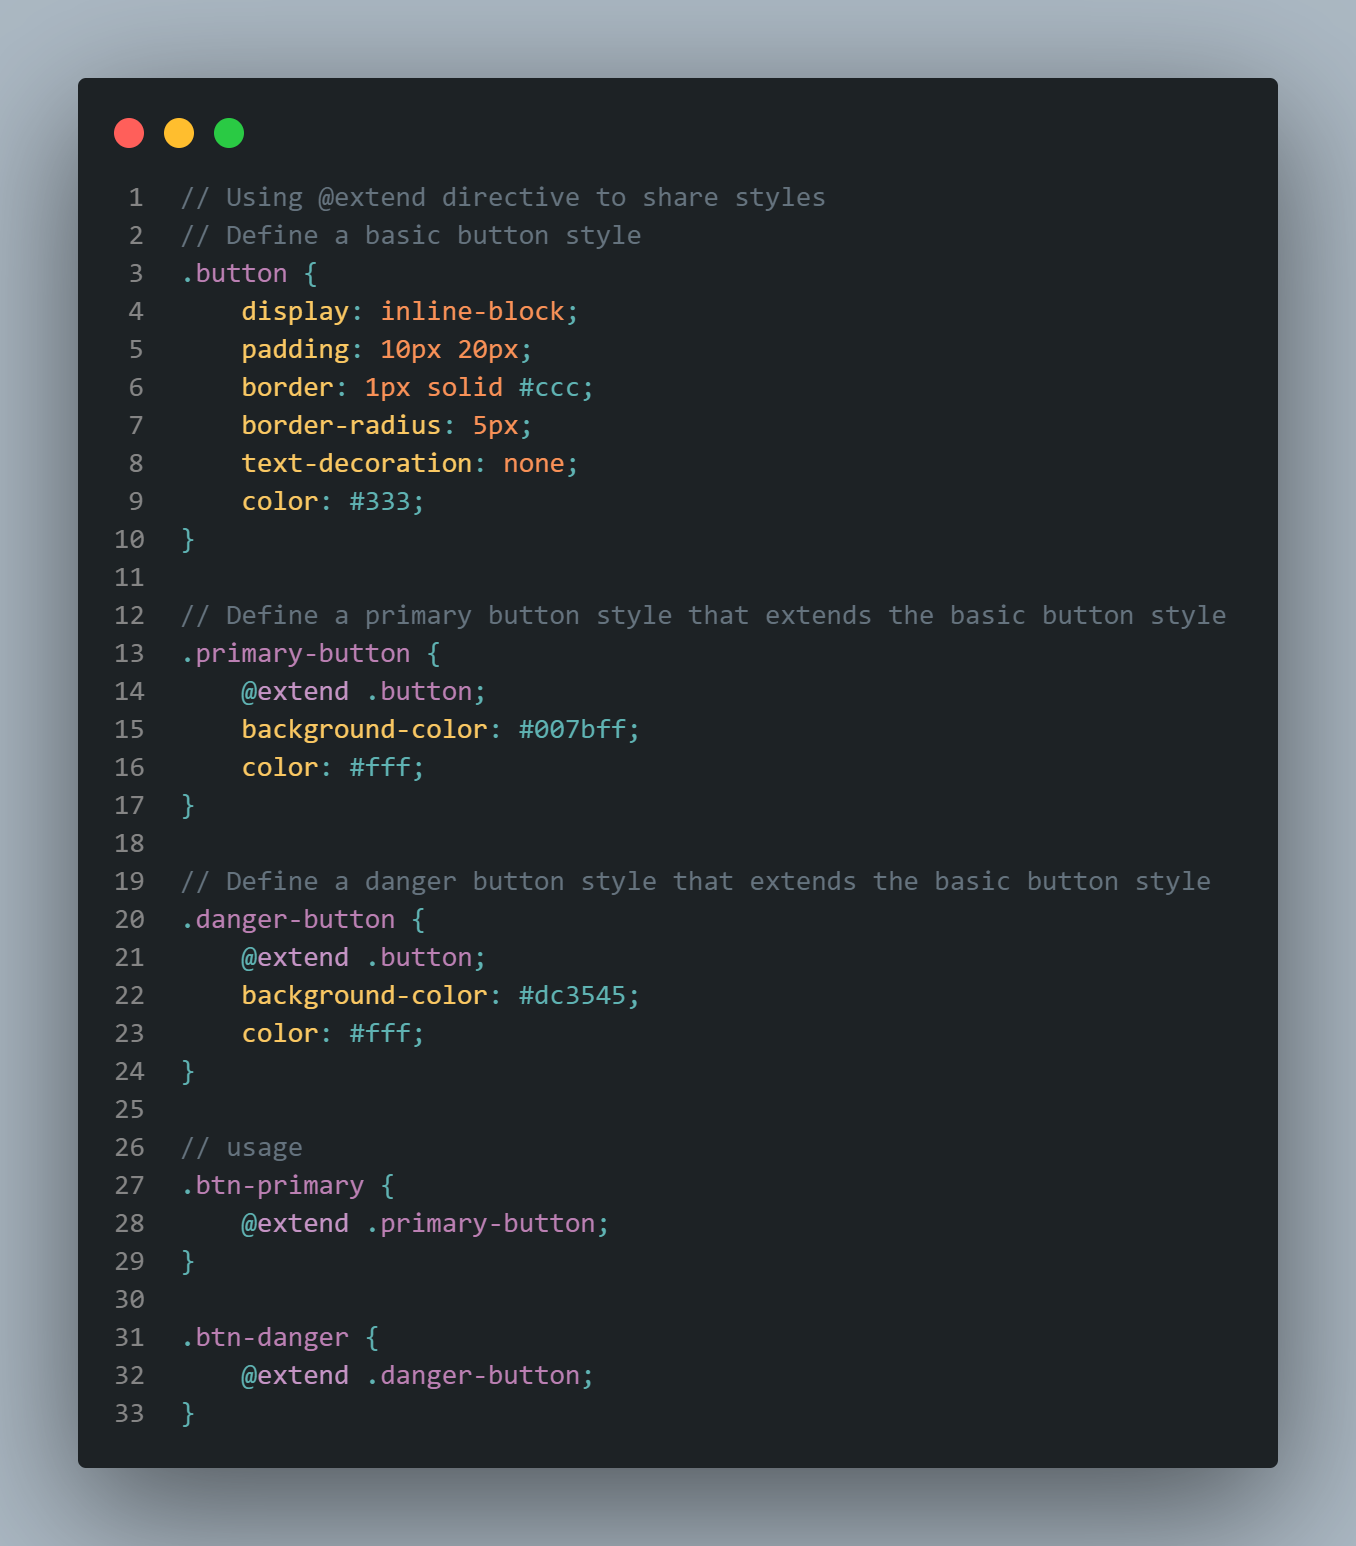 1 // Using @extend directive to share styles
2 // Define a basic button style
3 .button {
4     display: inline-block;
5     padding: 10px 20px;
6     border: 1px solid #ccc;
7     border-radius: 5px;
8     text-decoration: none;
9     color: #333;
10 }
11
12 // Define a primary button style that extends the basic button style
13 .primary-button {
14     @extend .button;
15     background-color: #007bff;
16     color: #fff;
17 }
18
19 // Define a danger button style that extends the basic button style
20 .danger-button {
21     @extend .button;
22     background-color: #dc3545;
23     color: #fff;
24 }
25
26 // usage
27 .btn-primary {
28     @extend .primary-button;
29 }
30
31 .btn-danger {
32     @extend .danger-button;
33 }